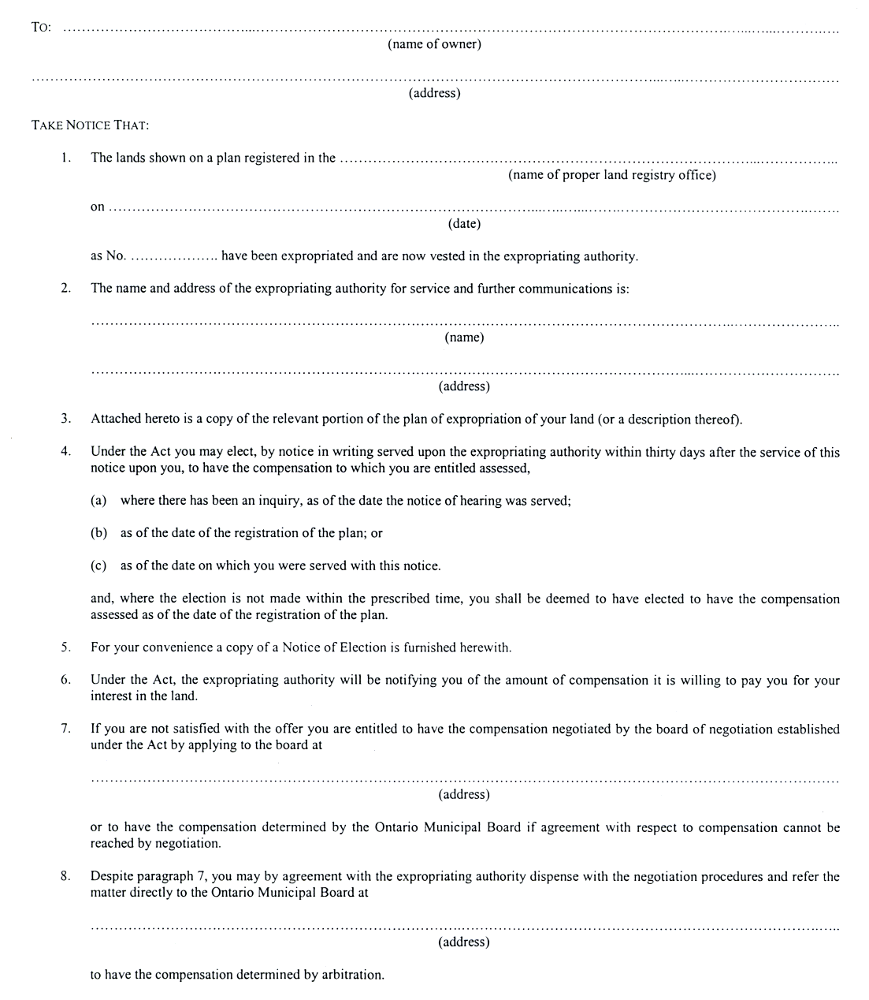 TO: ....................................................................................................
(name of owner)
....................................................................................................
(address)
TAKE NOTICE THAT:
1. The lands shown on a plan registered in the ....................................................................................................
(name of proper land registry office)
on ....................................................................................................
(date)
as No. ................... have been expropriated and are now vested in the expropriating authority.
2. The name and address of the expropriating authority for service and further communications is:
....................................................................................................
(name)
....................................................................................................
(address)
3. Attached hereto is a copy of the relevant portion of the plan of expropriation of your land (or a description thereof).
4. Under the Act you may elect, by notice in writing served upon the expropriating authority within thirty days after the service of this
notice upon you, to have the compensation to which you are entitled assessed,
(a) where there has been an inquiry, as of the date the notice of hearing was served;
(b) as of the date of the registration of the plan; or
(c) as of the date on which you were served with this notice.
and, where the election is not made within the prescribed time, you shall be deemed to have elected to have the compensation
assessed as of the date of the registration of the plan.
5. For your convenience a copy of a Notice of Election is furnished herewith.
6. Under the Act, the expropriating authority will be notifying you of the amount of compensation it is willing to pay you for your
interest in the land.
7. If you are not satisfied with the offer you are entitled to have the compensation negotiated by the board of negotiation established
under the Act by applying to the board at
....................................................................................................
(address)
or to have the compensation determined by the Ontario Municipal Board if agreement with respect to compensation cannot be
reached by negotiation.
8. Despite paragraph 7, you may by agreement with the expropriating authority dispense with the negotiation procedures and refer the
matter directly to the Ontario Municipal Board at
....................................................................................................
(address)
to have the compensation determined by arbitration.